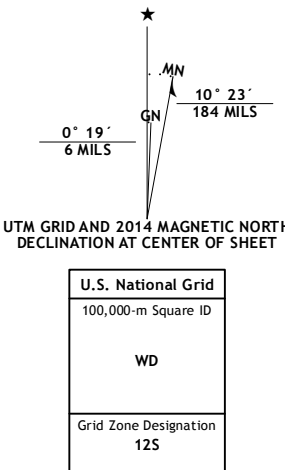 ★
MN
GN
10° 23´
184 MILS
0° 19´
6 MILS
UTM GRID AND 2014 MAGNETIC NORTH
DECLINATION AT CENTER OF SHEET
U.S. National Grid
100,000-m Square ID
WD
Grid Zone Designation
12S